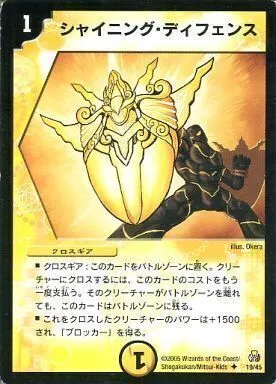 1
シャイニング・ディフェンス
illus. Okera
クロスギア
■ クロスギア：このカードをバトルゾーンに置く。クリー
チャーにクロスするには、このカードのコストをもう
一度支払う。そのクリーチャーがバトルゾーンを離れ
ても、このカードはバトルゾーンに残る。
■ これをクロスしたクリーチャーのパワーは+1500
され、「ブロッカー」を得る。
1
©2005 Wizards of the Coast/
Shogakukan/Mitsui-Kids
19/45